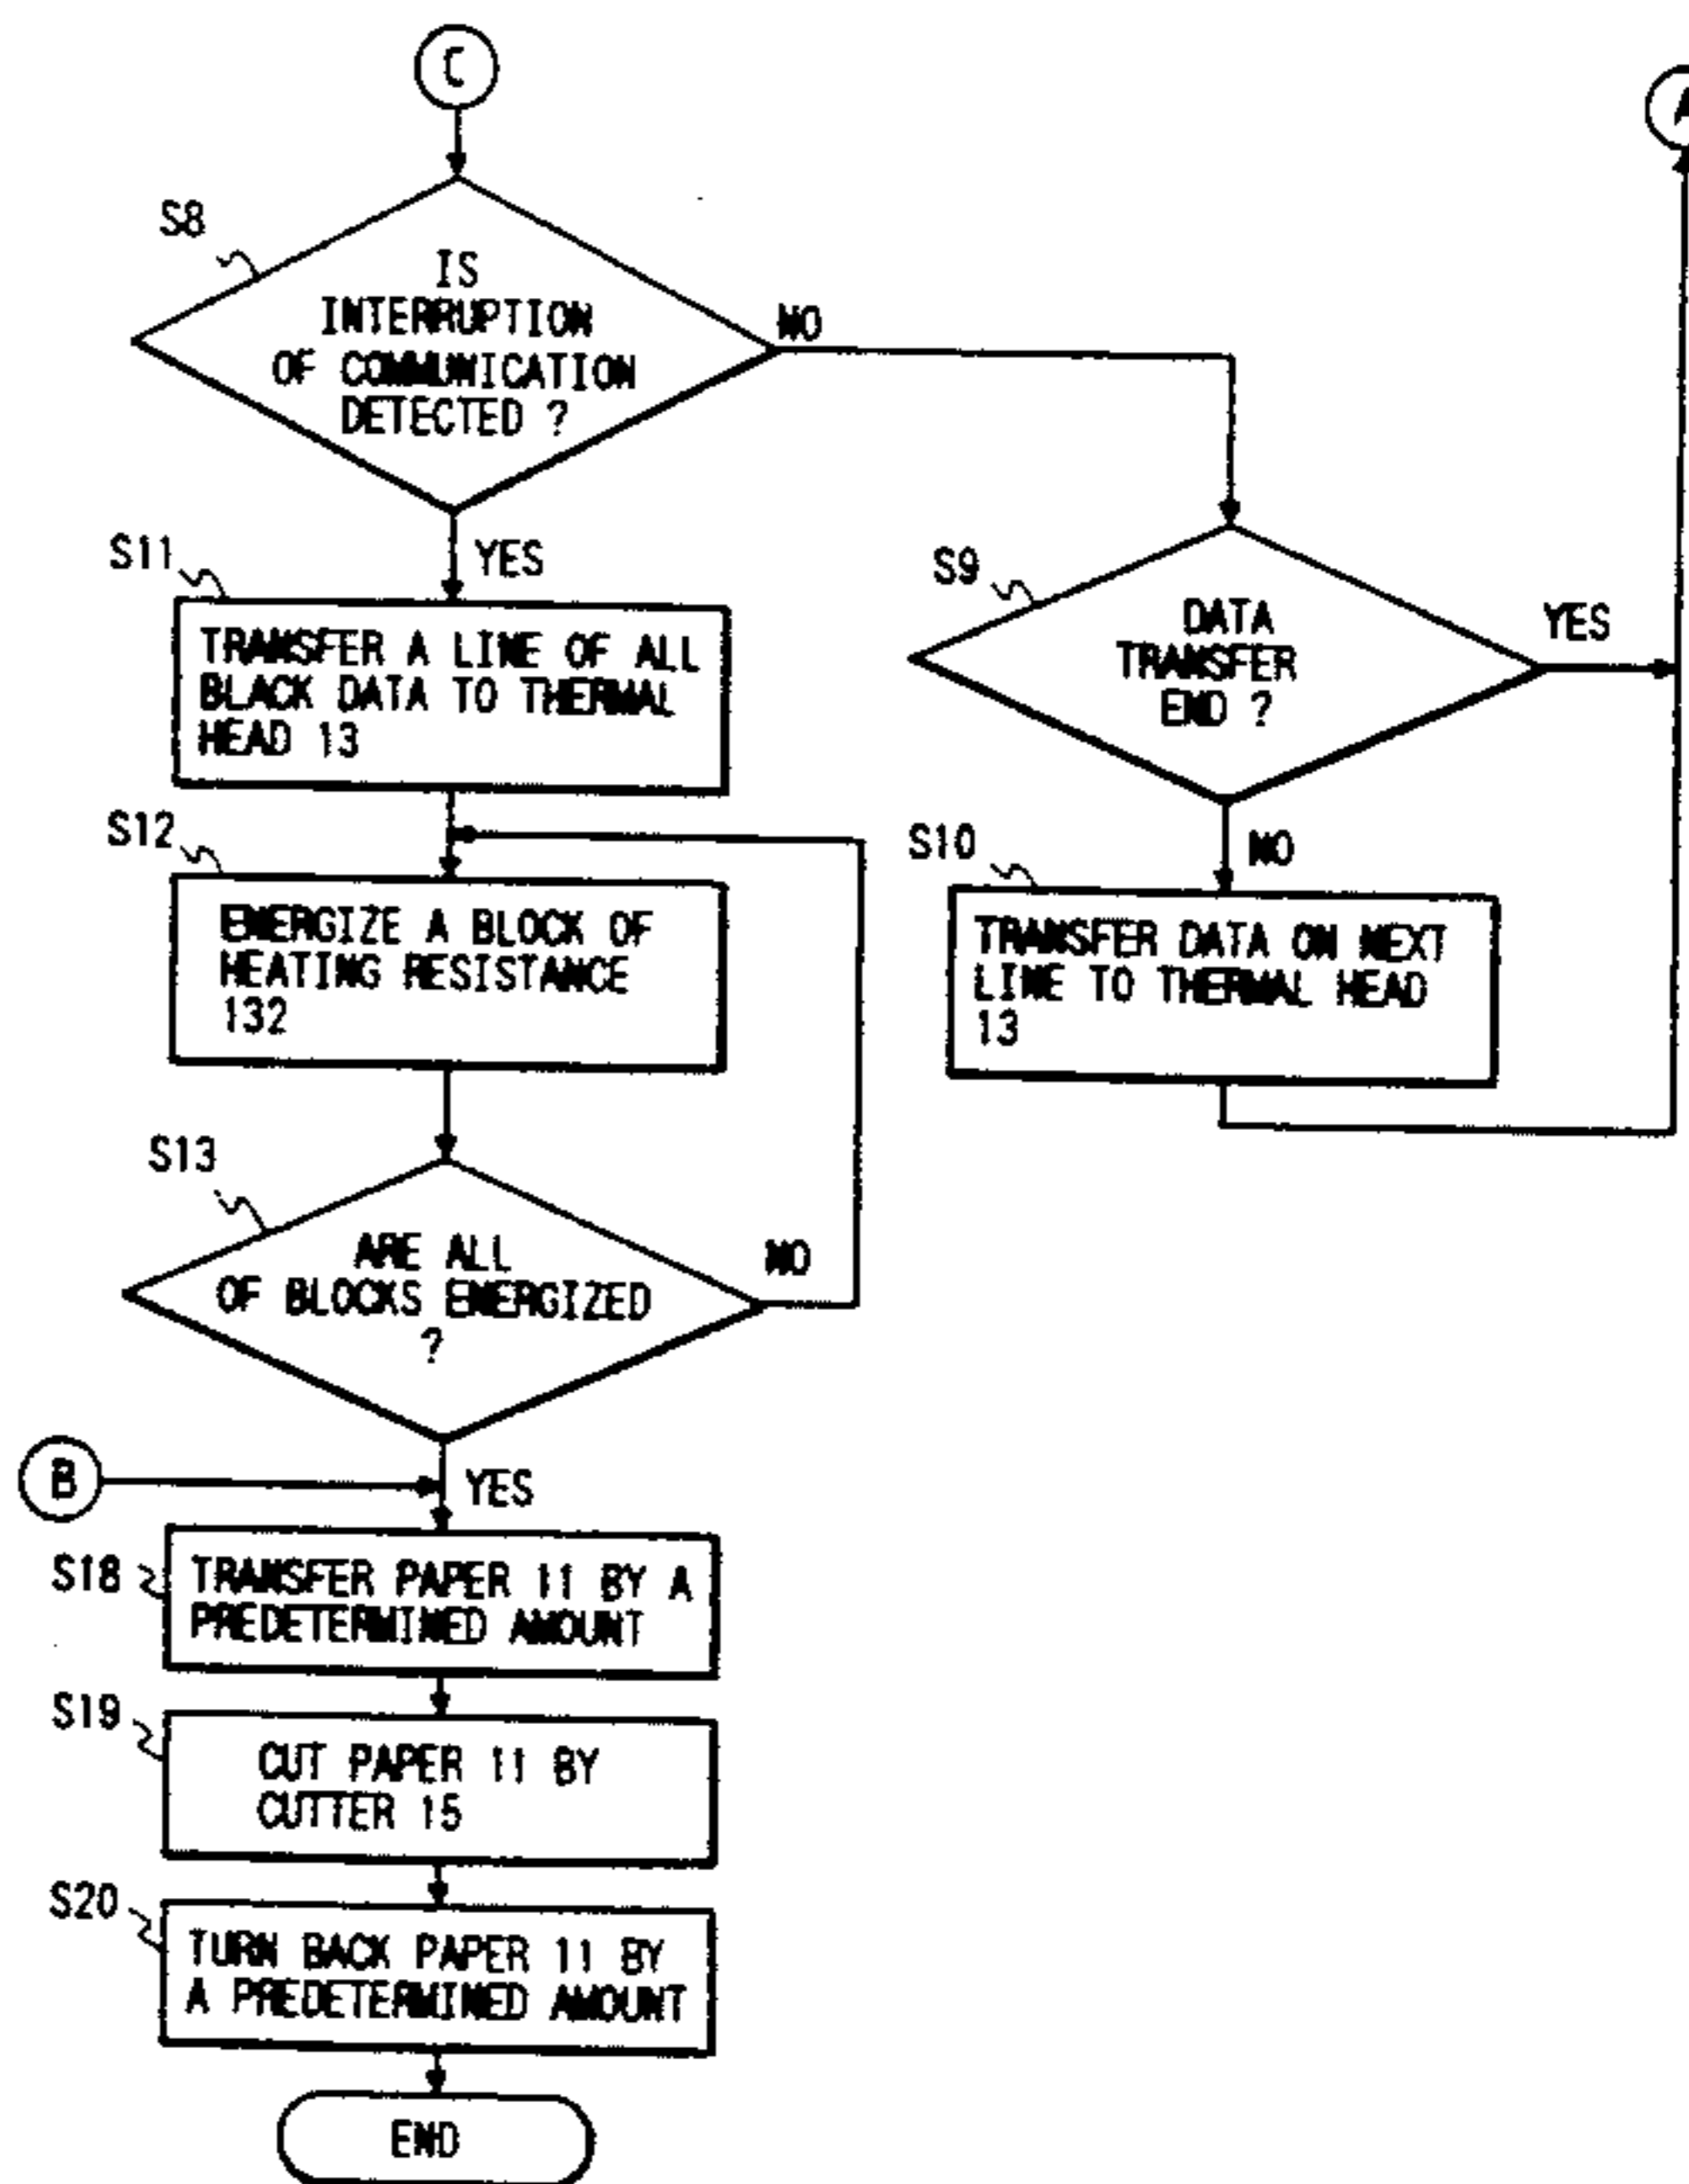 C
A
S8
IS
INTERRUPTION
OF COMMUNICATION
DETECTED ?
NO
YES
S11
TRANSFER A LINE OF ALL
BLACK DATA TO THERMAL
HEAD 13
S9
DATA
TRANSFER
END ?
YES
NO
S12
ENERGIZE A BLOCK OF
HEATING RESISTANCE
132
S10
TRANSFER DATA ON NEXT
LINE TO THERMAL HEAD
13
S13
ARE ALL
OF BLOCKS ENERGIZED
?
NO
B
YES
S18
TRANSFER PAPER 11 BY A
PREDETERMINED AMOUNT
S19
CUT PAPER 11 BY
CUTTER 15
S20
TURN BACK PAPER 11 BY
A PREDETERMINED AMOUNT
END